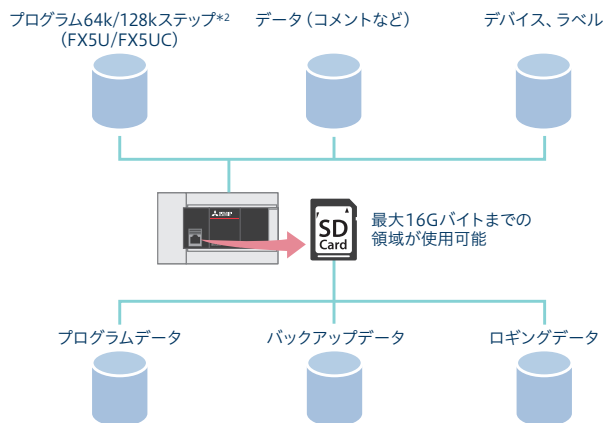 プログラム64k/128kステップ*2 データ(コメントなど) デバイス、ラベル
(FX5U/FX5UC)
最大16Gバイトまでの
SD
Card
領域が使用可能
プログラムデータ バックアップデータ ロギングデータ